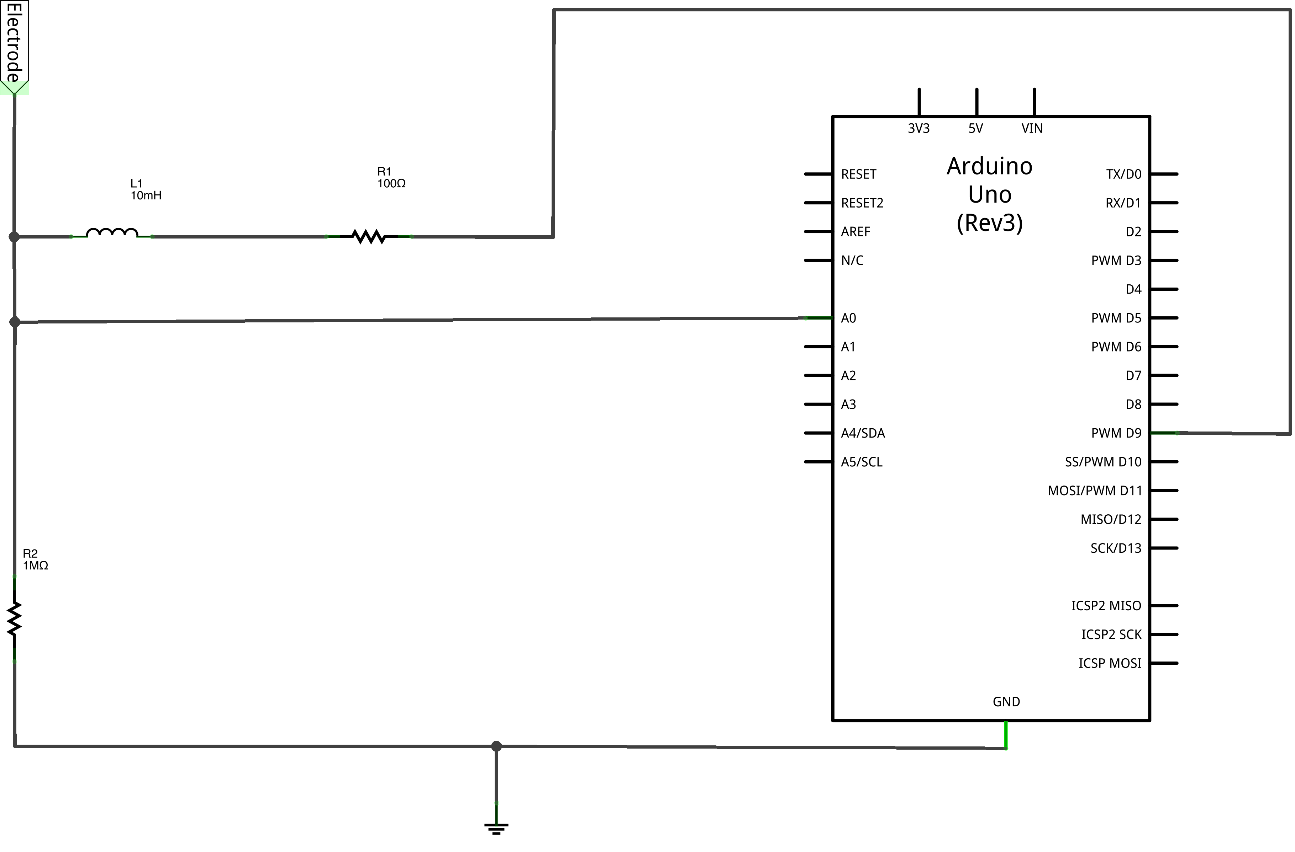 Electrode
L1
10mH
R1
100Ω
R2
1MΩ
3V3
5V
VIN
Arduino
Uno
(Rev3)
RESET
RESET2
AREF
N/C
A0
A1
A2
A3
A4/SDA
A5/SCL
TX/D0
RX/D1
D2
PWM D3
D4
PWM D5
PWM D6
D7
D8
PWM D9
SS/PWM D10
MOSI/PWM D11
MISO/D12
SCK/D13
ICSP2 MISO
ICSP2 SCK
ICSP MOSI
GND